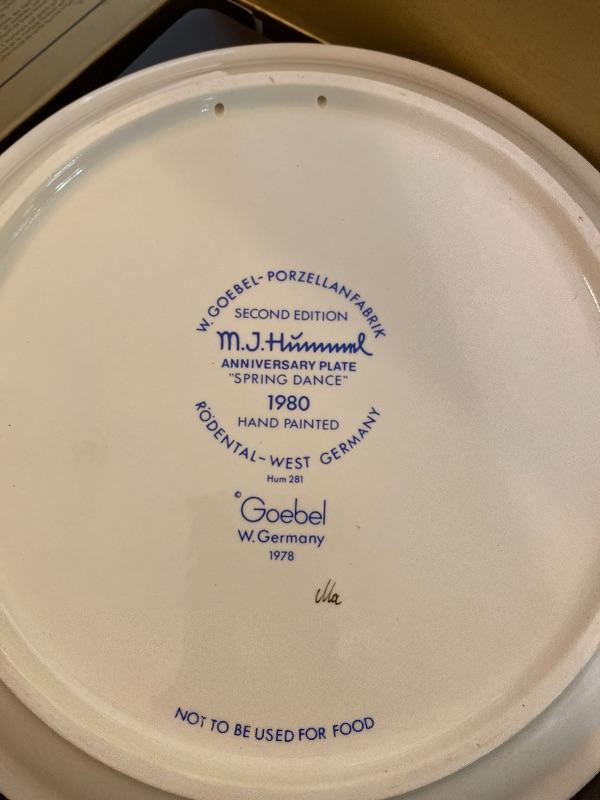 W. GOEBEL-PORZELLANFABRIK
SECOND EDITION
M.J.Hummel
ANNIVERSARY PLATE
"SPRING DANCE"
1980
HAND PAINTED
RÖDENTAL-WEST GERMANY
Hum 281
©Goebel
W. Germany
1978
NOT TO BE USED FOR FOOD